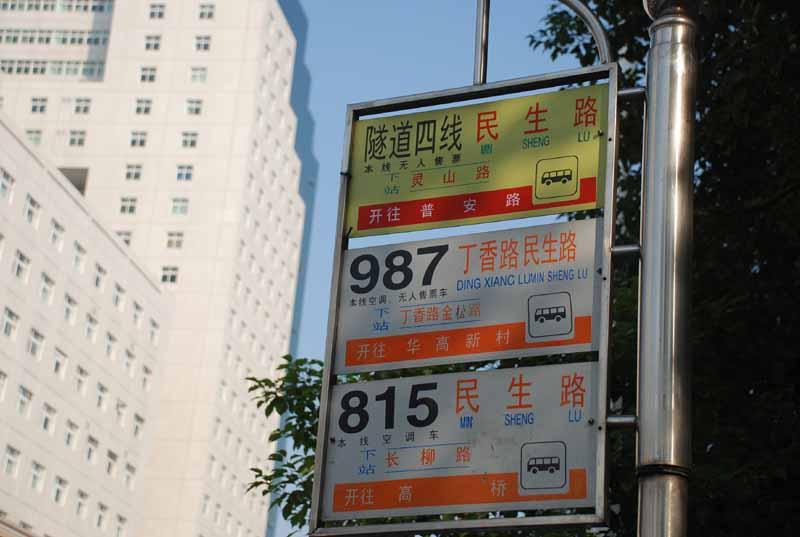 隧道四线 民生路
SHENG LU
本线无人售票
下站 灵山路
开往 普安路
987 丁香路民生路
DING XIANG LUMIN SHENG LU
本线空调、无人售票车
下站 丁香路金松路
开往 华高新村
815 民生路
MIN SHENG LU
本线空调车
下站 长柳路
开往 高桥